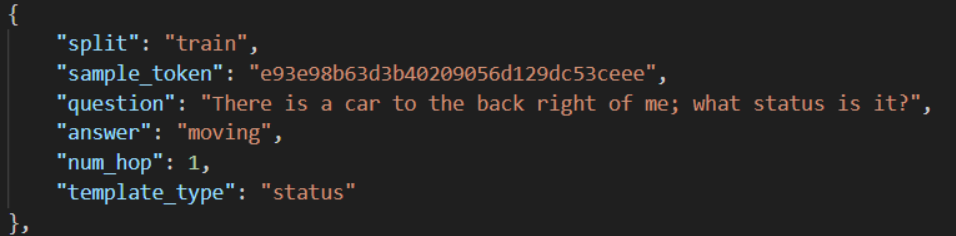 {
"split": "train",
"sample_token": "e93e98b63d3b40209056d129dc53ceee",
"question": "There is a car to the back right of me; what status is it?",
"answer": "moving",
"num_hop": 1,
"template_type": "status"
},